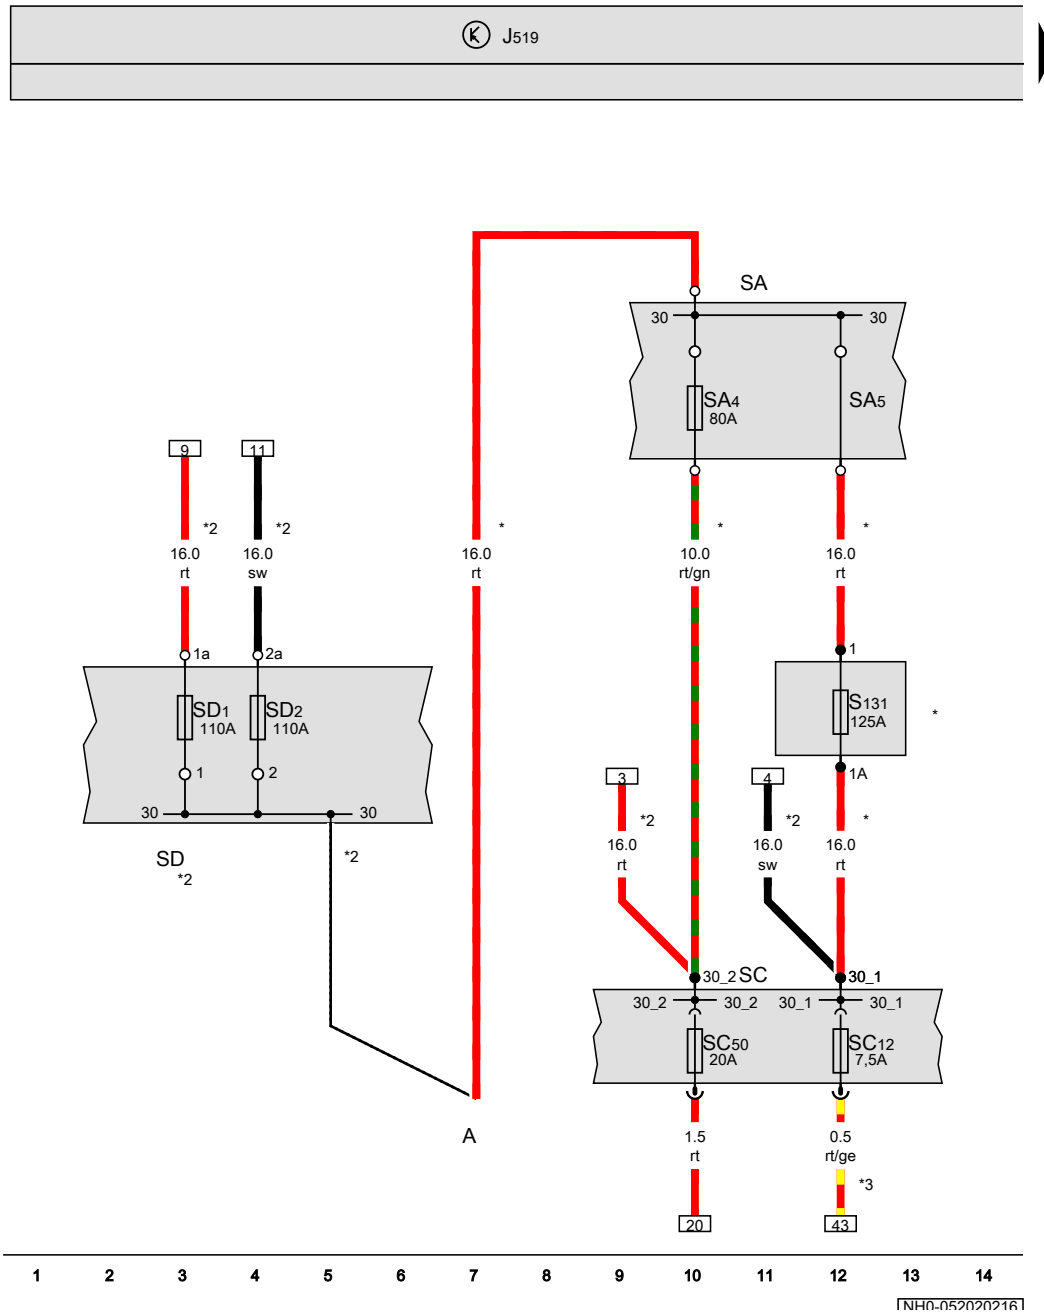 J519
SA
30 30
SA4
80A
SA5
9 11
*2 *2 * * *
16.0 16.0 16.0 10.0 16.0
rt sw rt rt/gn rt
1a 2a 1
SD1 SD2 S131
110A 110A 125A
*
1 2
3 4 1A
30 30
*2 *2 *
16.0 16.0 16.0
rt sw rt
SD
*2
*2
30_2 SC 30_1
30_2 30_2 30_1 30_1
SC50 SC12
20A 7,5A
A
1.5 0.5
rt rt/ge
*3
20 43
1 2 3 4 5 6 7 8 9 10 11 12 13 14
NH0-052020216